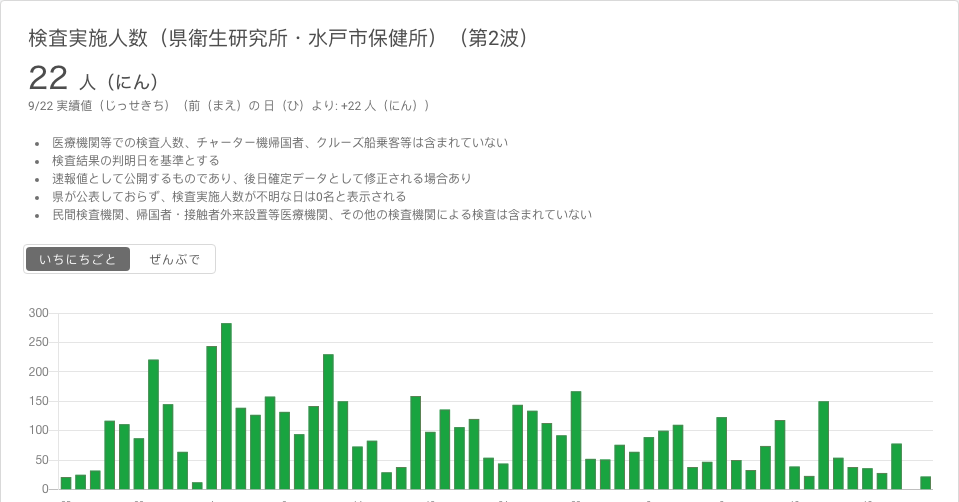 検査実施人数（県衛生研究所・水戸市保健所）（第2波）
22 人（にん）
9/22 実績値（じっせきち）（前（まえ）の 日（ひ）より: +22 人（にん））
• 医療機関等での検査人数、チャーター機帰国者、クルーズ船乗客等は含まれていない
• 検査結果の判明日を基準とする
• 速報値として公開するものであり、後日確定データとして修正される場合あり
• 県が公表しておらず、検査実施人数が不明な日は0名と表示される
• 民間検査機関、帰国者・接触者外来設置等医療機関、その他の検査機関による検査は含まれていない
いちにちごと ぜんぶで
300
250
200
150
100
50
0